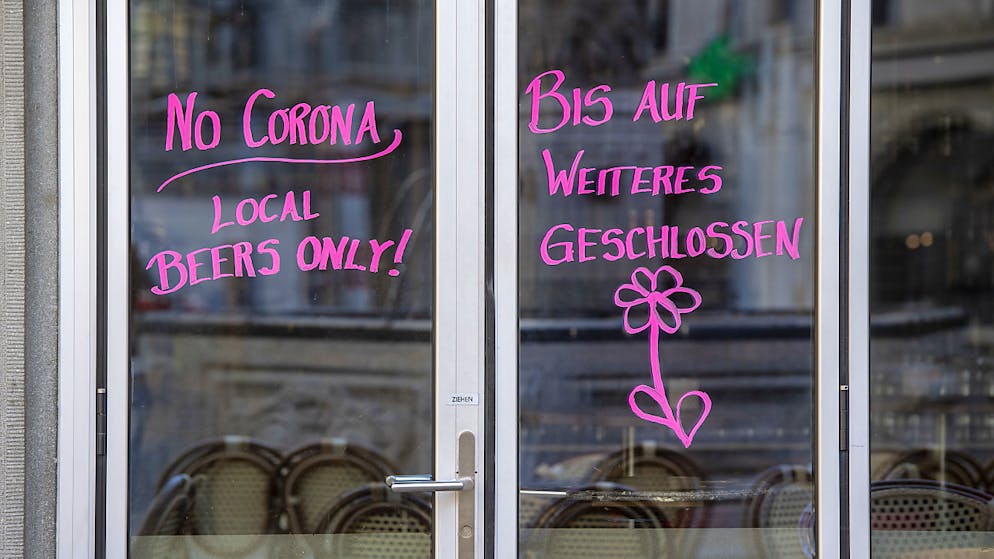 No Corona
Local
Beers only!
Bis auf
Weiteres
geschlossen
ZIEHEN